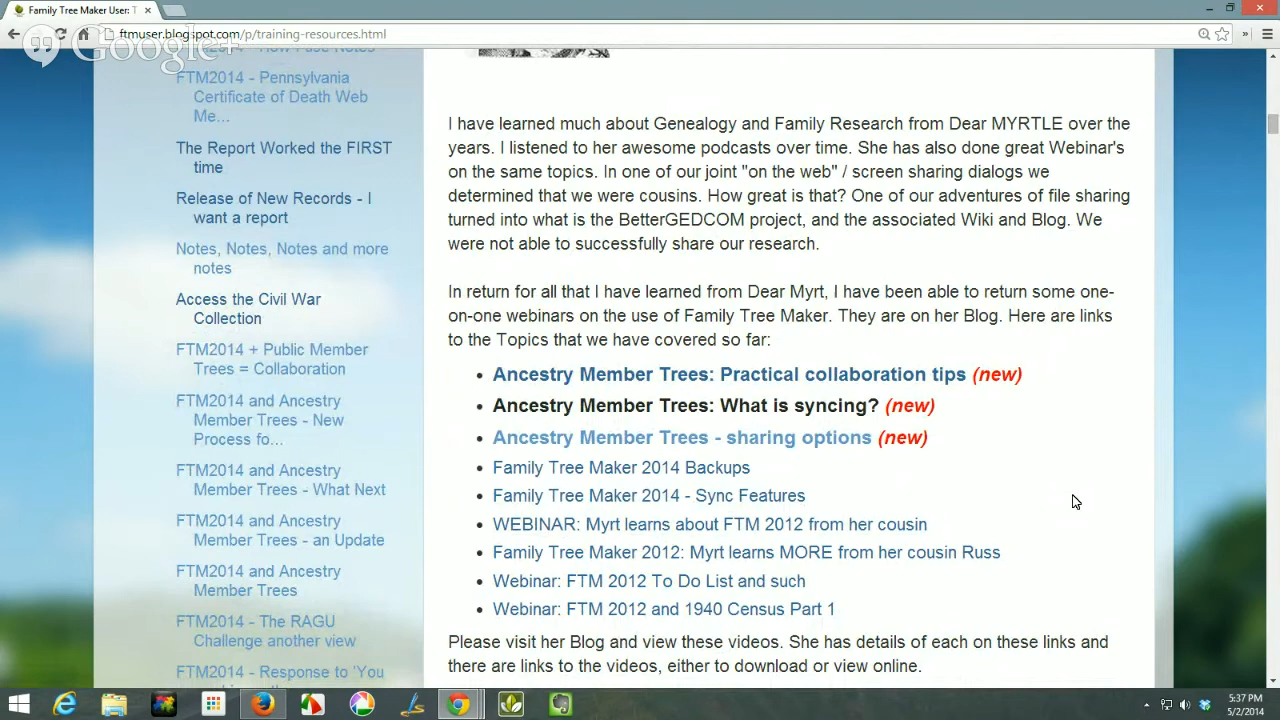 Family Tree Maker User: T
ftmuser.blogspot.com/p/training-resources.html
Google+
FTM2014 - Pennsylvania
Certificate of Death Web
Me...
The Report Worked the FIRST
time
Release of New Records - I
want a report
Notes, Notes, Notes and more
notes
Access the Civil War
Collection
FTM2014 + Public Member
Trees = Collaboration
FTM2014 and Ancestry
Member Trees - New
Process fo...
FTM2014 and Ancestry
Member Trees - What Next
FTM2014 and Ancestry
Member Trees - an Update
FTM2014 and Ancestry
Member Trees
FTM2014 - The RAGU
Challenge another view
FTM2014 - Response to 'You
I have learned much about Genealogy and Family Research from Dear MYRTLE over the
years. I listened to her awesome podcasts over time. She has also done great Webinar's
on the same topics. In one of our joint "on the web" / screen sharing dialogs we
determined that we were cousins. How great is that? One of our adventures of file sharing
turned into what is the BetterGEDCOM project, and the associated Wiki and Blog. We
were not able to successfully share our research.
In return for all that I have learned from Dear Myrt, I have been able to return some one-
on-one webinars on the use of Family Tree Maker. They are on her Blog. Here are links
to the Topics that we have covered so far:
• Ancestry Member Trees: Practical collaboration tips (new)
• Ancestry Member Trees: What is syncing? (new)
• Ancestry Member Trees - sharing options (new)
• Family Tree Maker 2014 Backups
• Family Tree Maker 2014 - Sync Features
• WEBINAR: Myrt learns about FTM 2012 from her cousin
• Family Tree Maker 2012: Myrt learns MORE from her cousin Russ
• Webinar: FTM 2012 To Do List and such
• Webinar: FTM 2012 and 1940 Census Part 1
Please visit her Blog and view these videos. She has details of each on these links and
there are links to the videos, either to download or view online.
5:37 PM
5/2/2014